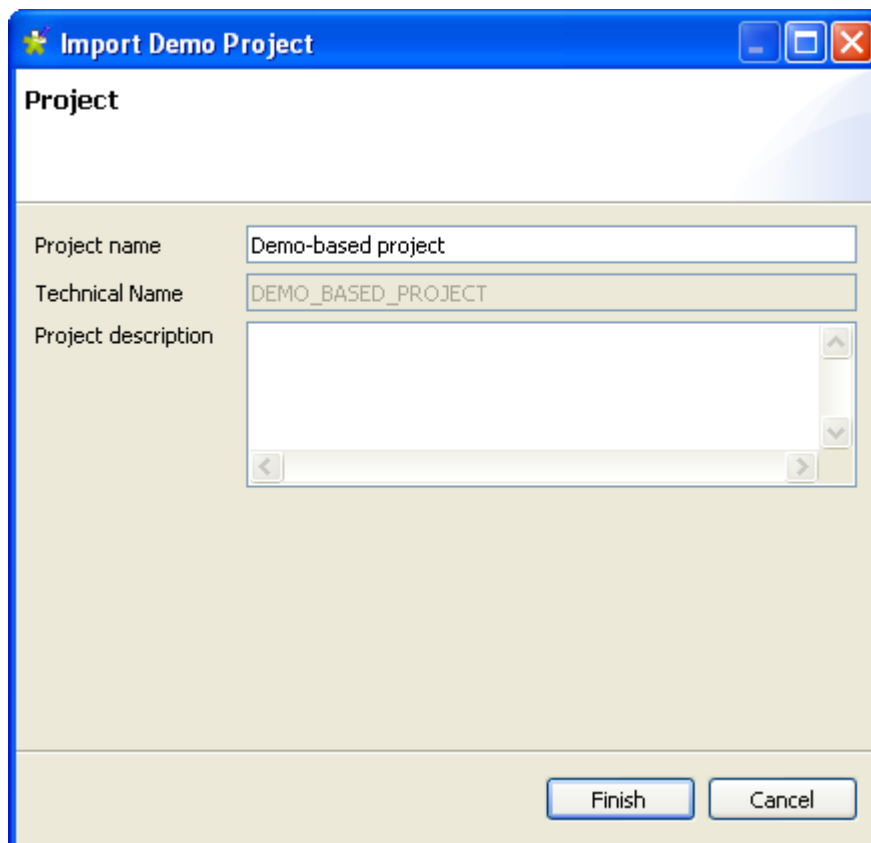 Import Demo Project
Project
Project name Demo-based project
Technical Name DEMO_BASED_PROJECT
Project description
Finish Cancel